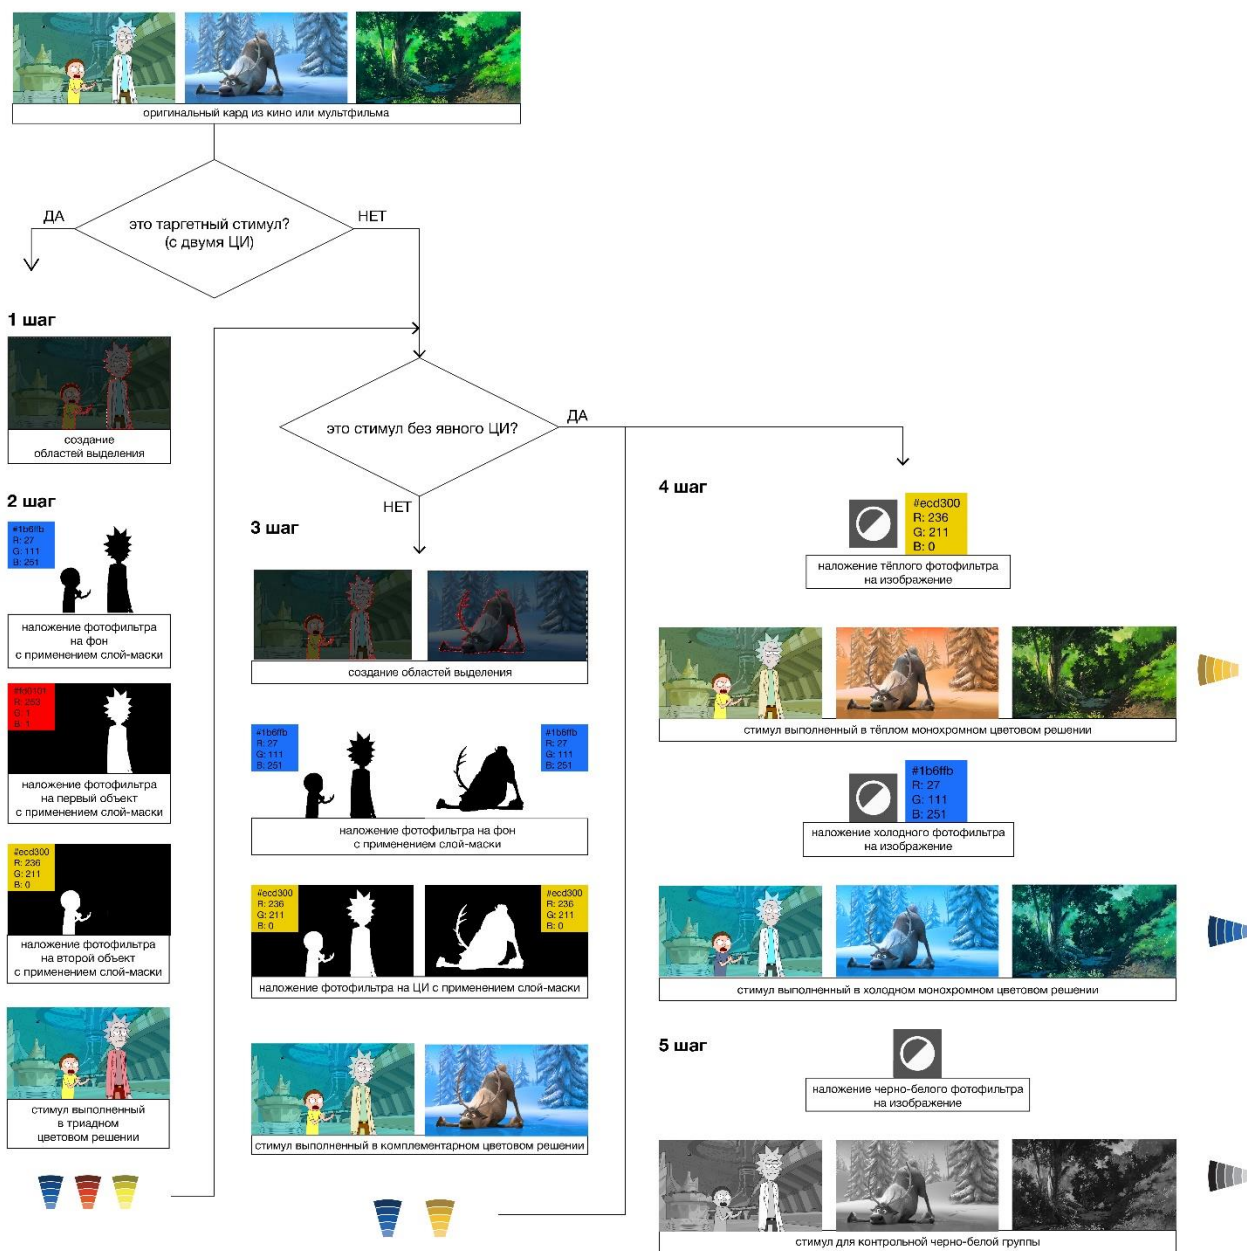 оригинальный кард из кино или мультфильма
это таргетный стимул?
(с двумя ЦИ)
ДА
НЕТ
1 шаг
создание
областей выделения
2 шаг
#1b6ffb
R: 27
G: 111
B: 251
наложение фотофильтра
на фон
с применением слой-маски
#fd0101
R: 253
G: 1
B: 1
наложение фотофильтра
на первый объект
с применением слой-маски
#ecd300
R: 236
G: 211
B: 0
наложение фотофильтра
на второй объект
с применением слой-маски
стимул выполненный
в триадном
цветовом решении
это стимул без явного ЦИ?
ДА
НЕТ
3 шаг
создание областей выделения
#1b6ffb
R: 27
G: 111
B: 251
#1b6ffb
R: 27
G: 111
B: 251
наложение фотофильтра на фон
с применением слой-маски
#ecd300
R: 236
G: 211
B: 0
#ecd300
R: 236
G: 211
B: 0
наложение фотофильтра на ЦИ с применением слой-маски
стимул выполненный в комплементарном цветовом решении
4 шаг
#ecd300
R: 236
G: 211
B: 0
наложение тёплого фотофильтра
на изображение
стимул выполненный в тёплом монохромном цветовом решении
#1b6ffb
R: 27
G: 111
B: 251
наложение холодного фотофильтра
на изображение
стимул выполненный в холодном монохромном цветовом решении
5 шаг
наложение черно-белого фотофильтра
на изображение
стимул для контрольной черно-белой группы